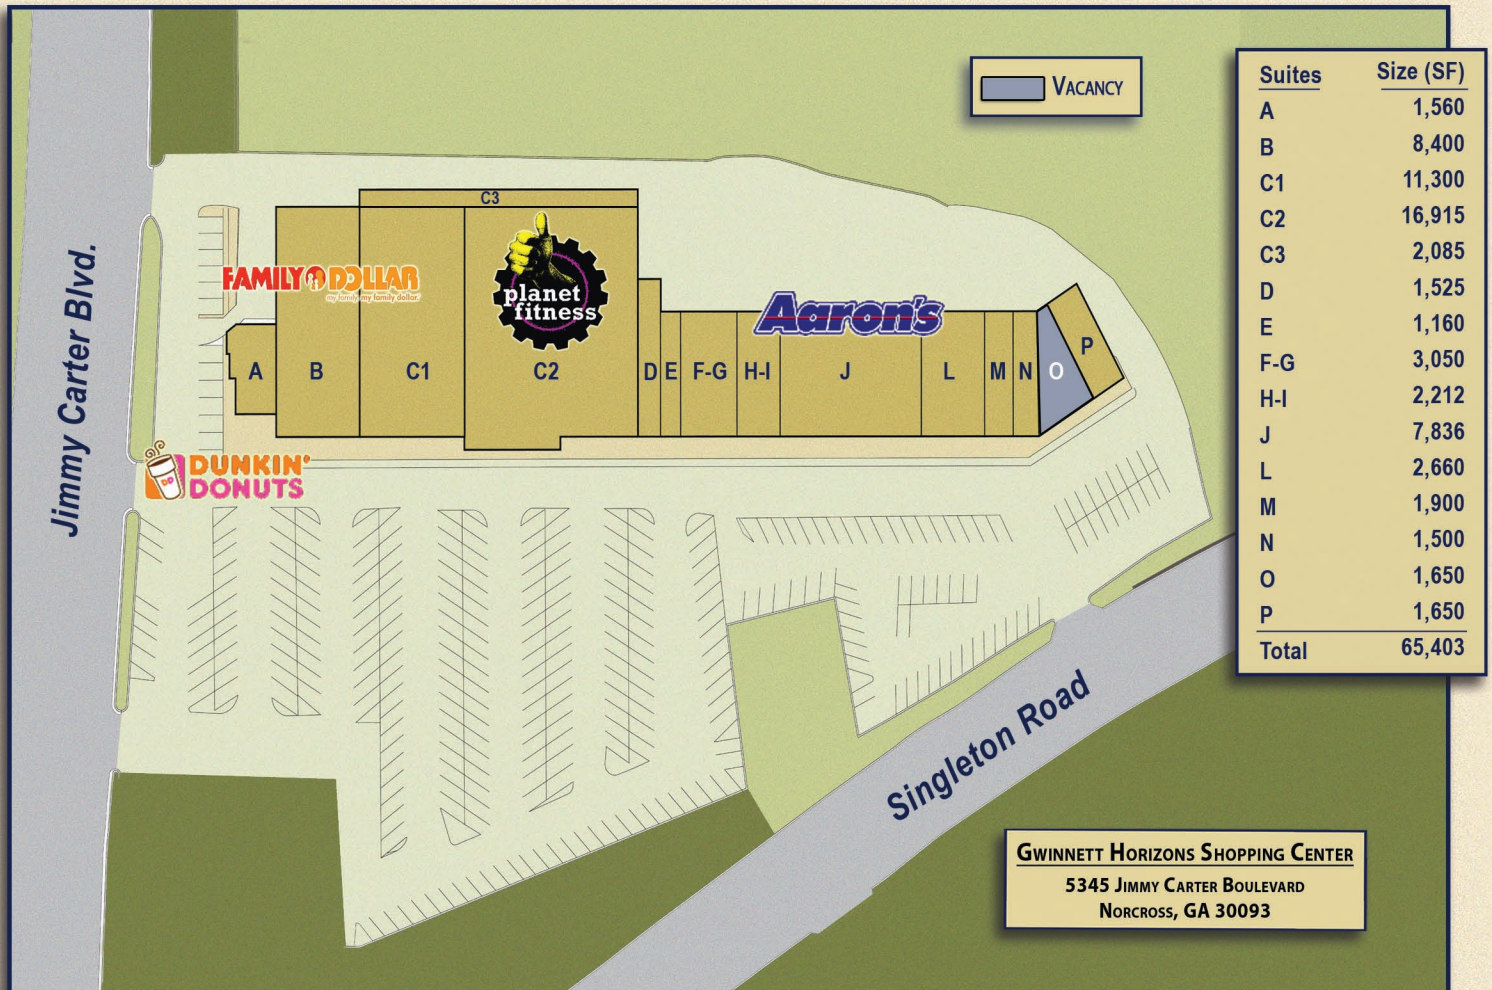 VACANCY
Suites Size (SF)
A 1,560
B 8,400
C1 11,300
C2 16,915
C3 2,085
D 1,525
E 1,160
F-G 3,050
H-I 2,212
J 7,836
L 2,660
M 1,900
N 1,500
O 1,650
P 1,650
Total 65,403
Jimmy Carter Blvd.
C3
FAMILY DOLLAR
my family. my family dollar.
planet
fitness
Aaron's
A B C1 C2 D E F-G H-I J L M N O P
DD
DUNKIN'
DONUTS
Singleton Road
GWINNETT HORIZONS SHOPPING CENTER
5345 JIMMY CARTER BOULEVARD
NORCROSS, GA 30093